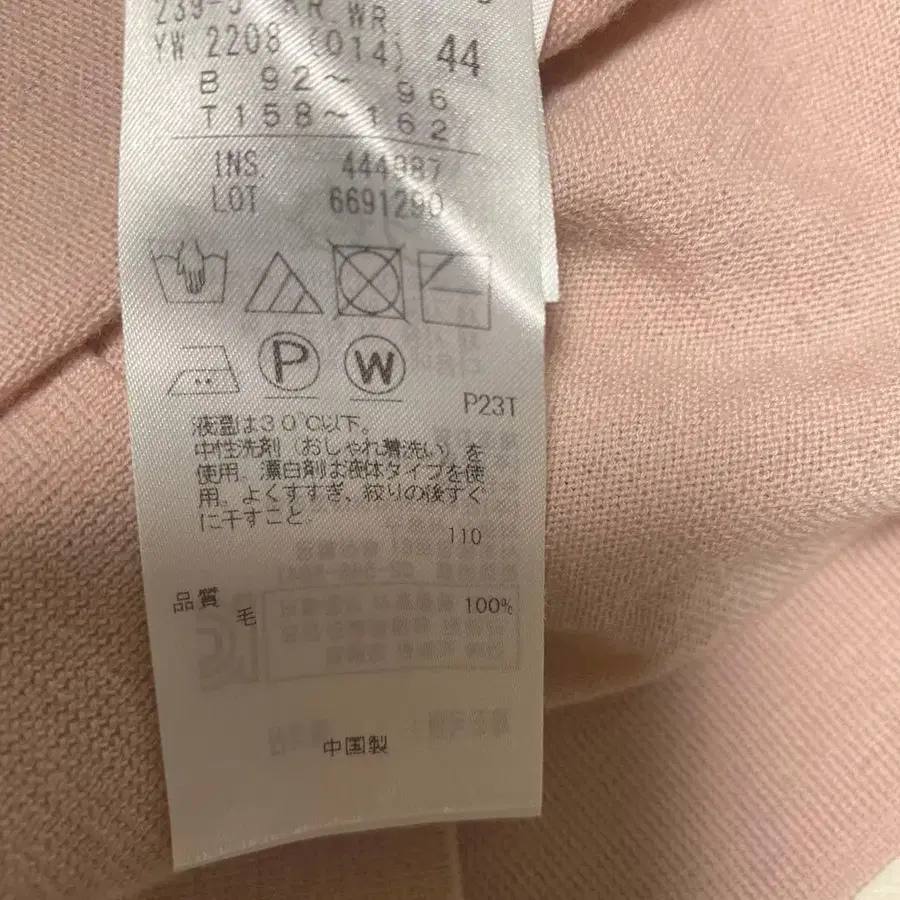 YW 2208 (014) 44
B 92～ 96
T158～162
INS. 444987
LOT 6691290
P W
P23T
液温は30℃以下。
中性洗剤（おしゃれ着洗い）を
使用。漂白剤は液体タイプを使
用。よくすすぎ、絞りの後すぐ
に干すこと。
110
品質 毛 100%
中国製